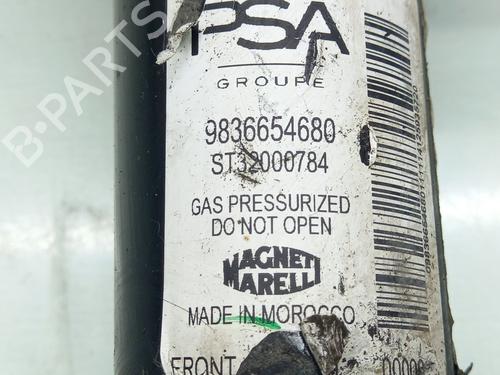 PSA
GROUPE
9836654680
ST32000784
GAS PRESSURIZED
DO NOT OPEN
MAGNETI
MARELLI
MADE IN MOROCCO
FRONT
B-Parts